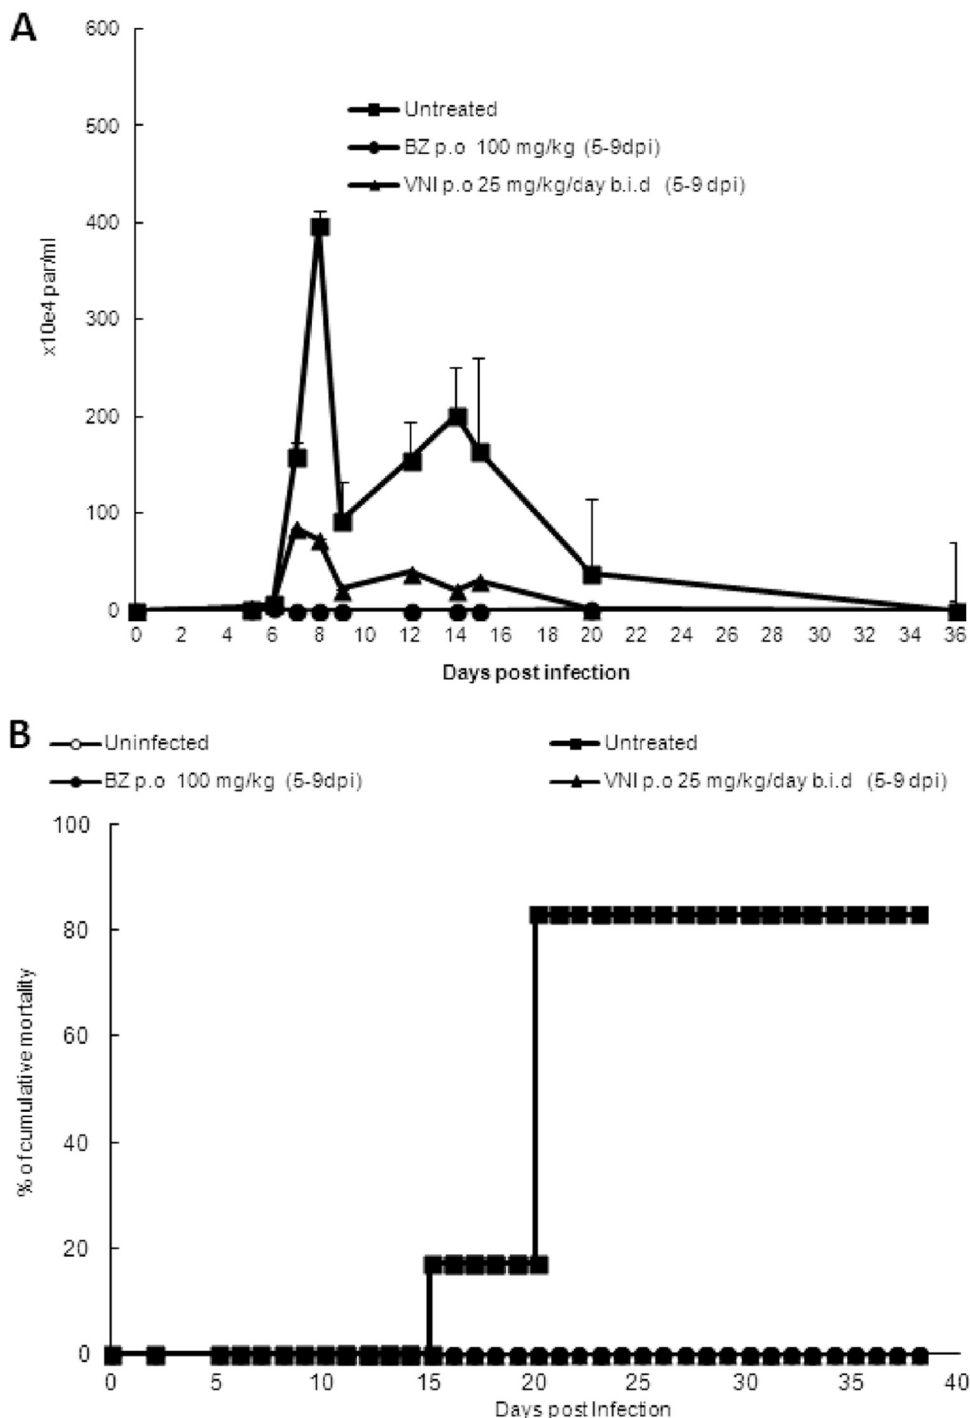 A
600
500
400
300
200
100
0
x10e4 par/ml
Untreated
BZ p.o 100 mg/kg (5-9dpi)
VNI p.o 25 mg/kg/day b.i.d (5-9 dpi)
0 2 4 6 8 10 12 14 16 18 20 22 24 26 28 30 32 34 36
Days post infection
B
Uninfected Untreated
BZ p.o 100 mg/kg (5-9dpi) VNI p.o 25 mg/kg/day b.i.d (5-9 dpi)
100
80
60
40
20
0
% of cumulative mortality
0 5 10 15 20 25 30 35 40
Days post Infection